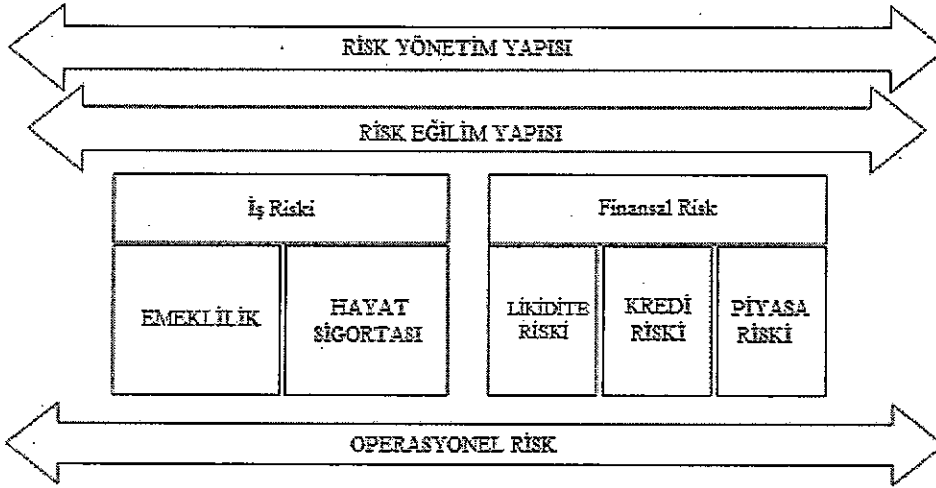 RİSK YÖNETİM YAPISI
RİSK EĞİLİM YAPISI
İş Riski
Finansal Risk
EMEKLİLİK
HAYAT
SİGORTASI
LİKİDİTE
RİSKİ
KREDİ
RİSKİ
PİYASA
RİSKİ
OPERASYONEL RİSK